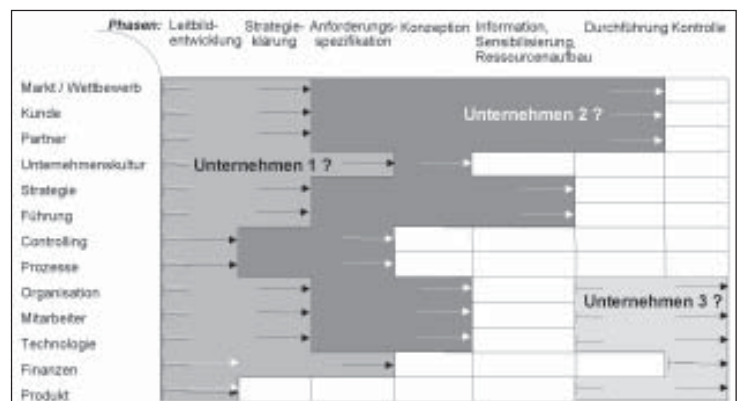 Phasen: Leitbild- Strategie- Anforderungs- Konzeption Information, Durchführung Kontrolle
entwicklung klärung spezifikation Sensibilisierung,
Ressourcenaufbau
Markt / Wettbewerb
Kunde
Unternehmen 2 ?
Partner
Unternehmenskultur
Unternehmen 1 ?
Strategie
Führung
Controlling
Prozesse
Organisation
Unternehmen 3 ?
Mitarbeiter
Technologie
Finanzen
Produkt